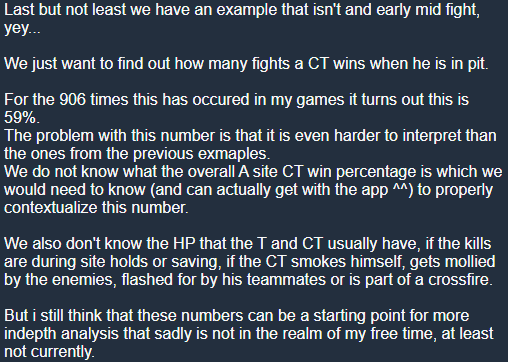 Last but not least we have an example that isn't and early mid fight,
yey...
We just want to find out how many fights a CT wins when he is in pit.
For the 906 times this has occured in my games it turns out this is
59%.
The problem with this number is that it is even harder to interpret than
the ones from the previous exmaples.
We do not know what the overall A site CT win percentage is which we
would need to know (and can actually get with the app ^^) to properly
contextualize this number.
We also don't know the HP that the T and CT usually have, if the kills
are during site holds or saving, if the CT smokes himself, gets mollied
by the enemies, flashed for by his teammates or is part of a crossfire.
But i still think that these numbers can be a starting point for more
indepth analysis that sadly is not in the realm of my free time, at least
not currently.